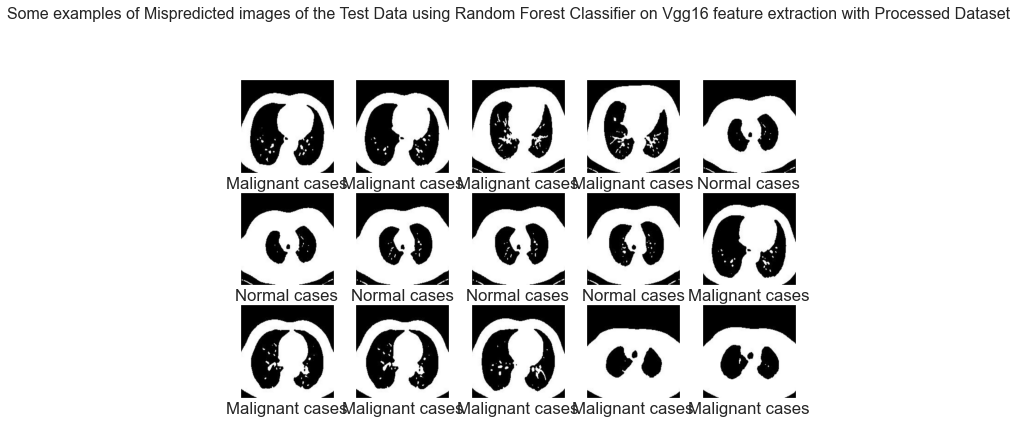 Some examples of Mispredicted images of the Test Data using Random Forest Classifier on Vgg16 feature extraction with Processed Dataset
Malignant cases Malignant cases Malignant cases Malignant cases Normal cases
Normal cases Normal cases Normal cases Normal cases Malignant cases
Malignant cases Malignant cases Malignant cases Malignant cases Malignant cases